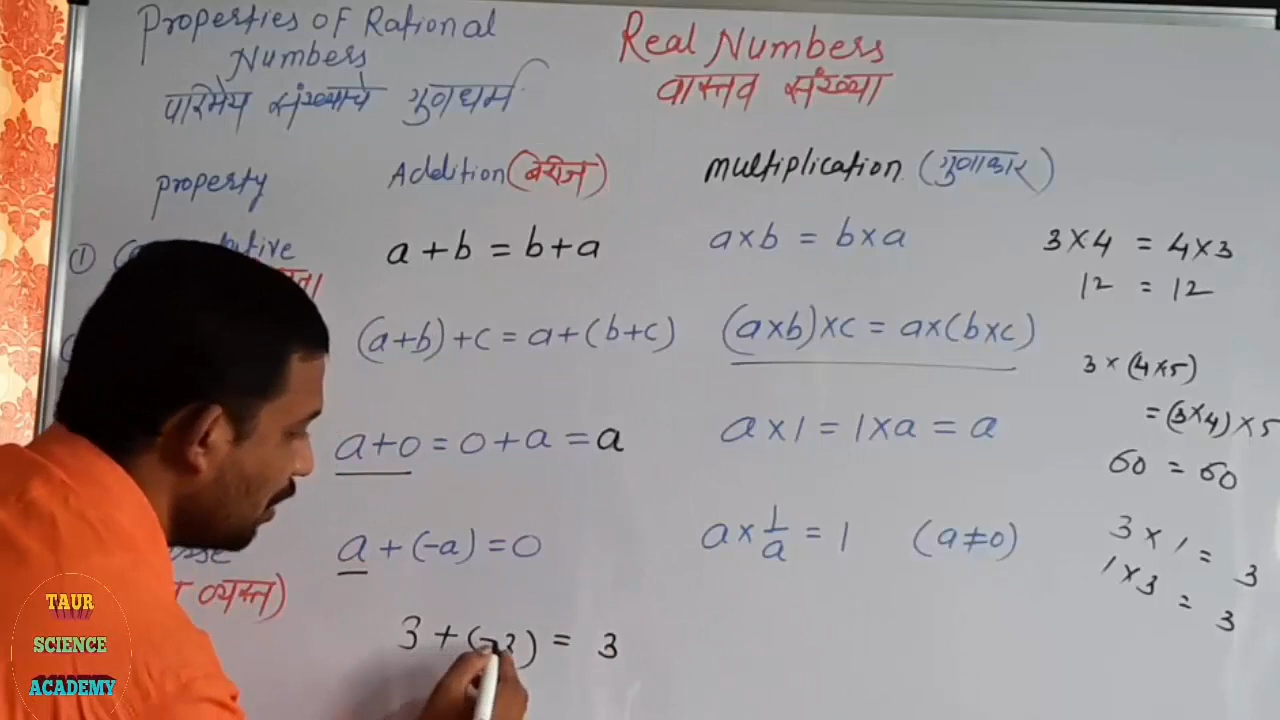 Properties of Rational
Numbers
परिमेय संख्याचे गुणधर्म
Real Numbers
वास्तव संख्या
property
Addition (बेरीज)
multiplication (गुणाकार)
①
a + b = b + a
a × b = b × a
3 × 4 = 4 × 3
12 = 12
(a+b) + c = a + (b+c)
(a×b) × c = a × (b×c)
3 × (4 × 5)
= (3 × 4) × 5
60 = 60
a + 0 = 0 + a = a
a × 1 = 1 × a = a
3 × 1 = 3
1 × 3 = 3
व्यस्त)
a + (-a) = 0
a × 1/a = 1 (a ≠ 0)
3 + (-3) = 3
TAUR
SCIENCE
ACADEMY